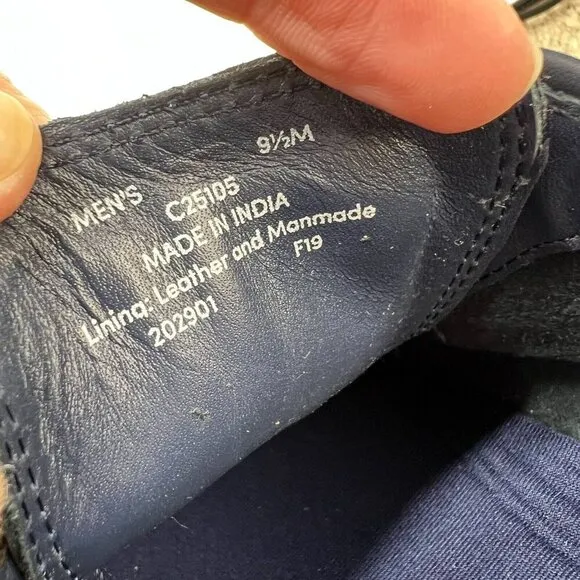 MEN'S C25105 9½M
MADE IN INDIA
Lining: Leather and Manmade
202901 F19